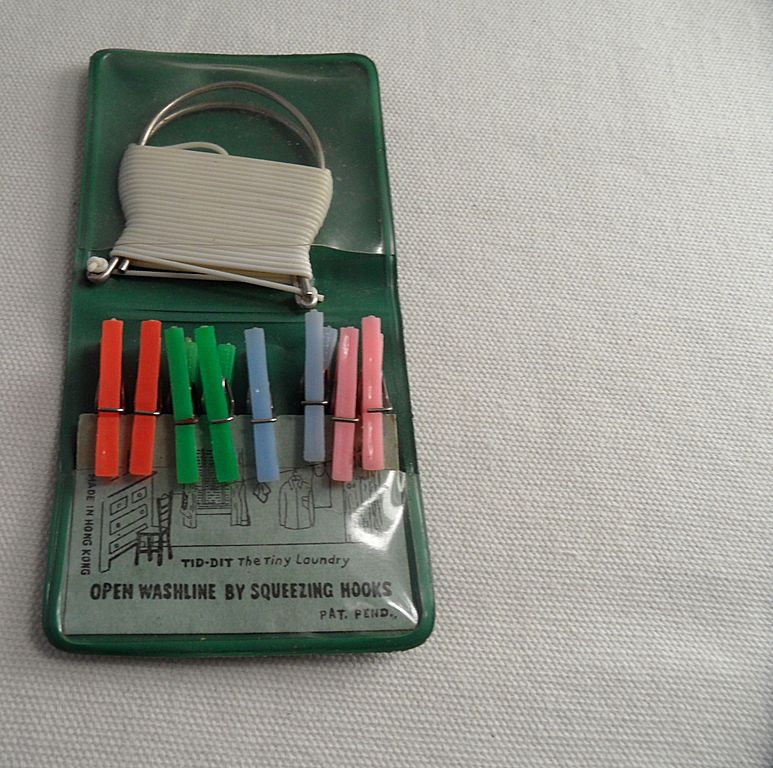 MADE IN HONG KONG
TID-DIT The Tiny Laundry
OPEN WASHLINE BY SQUEEZING HOOKS
PAT. PEND.